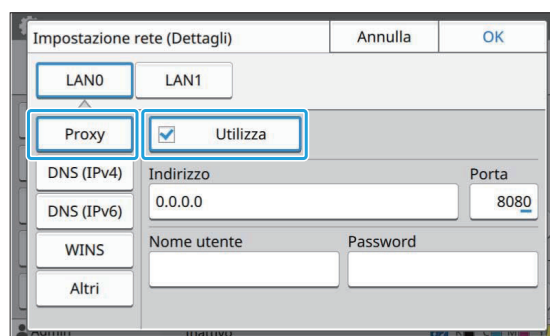 Impostazione rete (Dettagli)
Annulla
OK
LAN0
LAN1
Proxy
Utilizza
DNS (IPv4)
DNS (IPv6)
WINS
Altri
Indirizzo
Porta
0.0.0.0
8080
Nome utente
Password